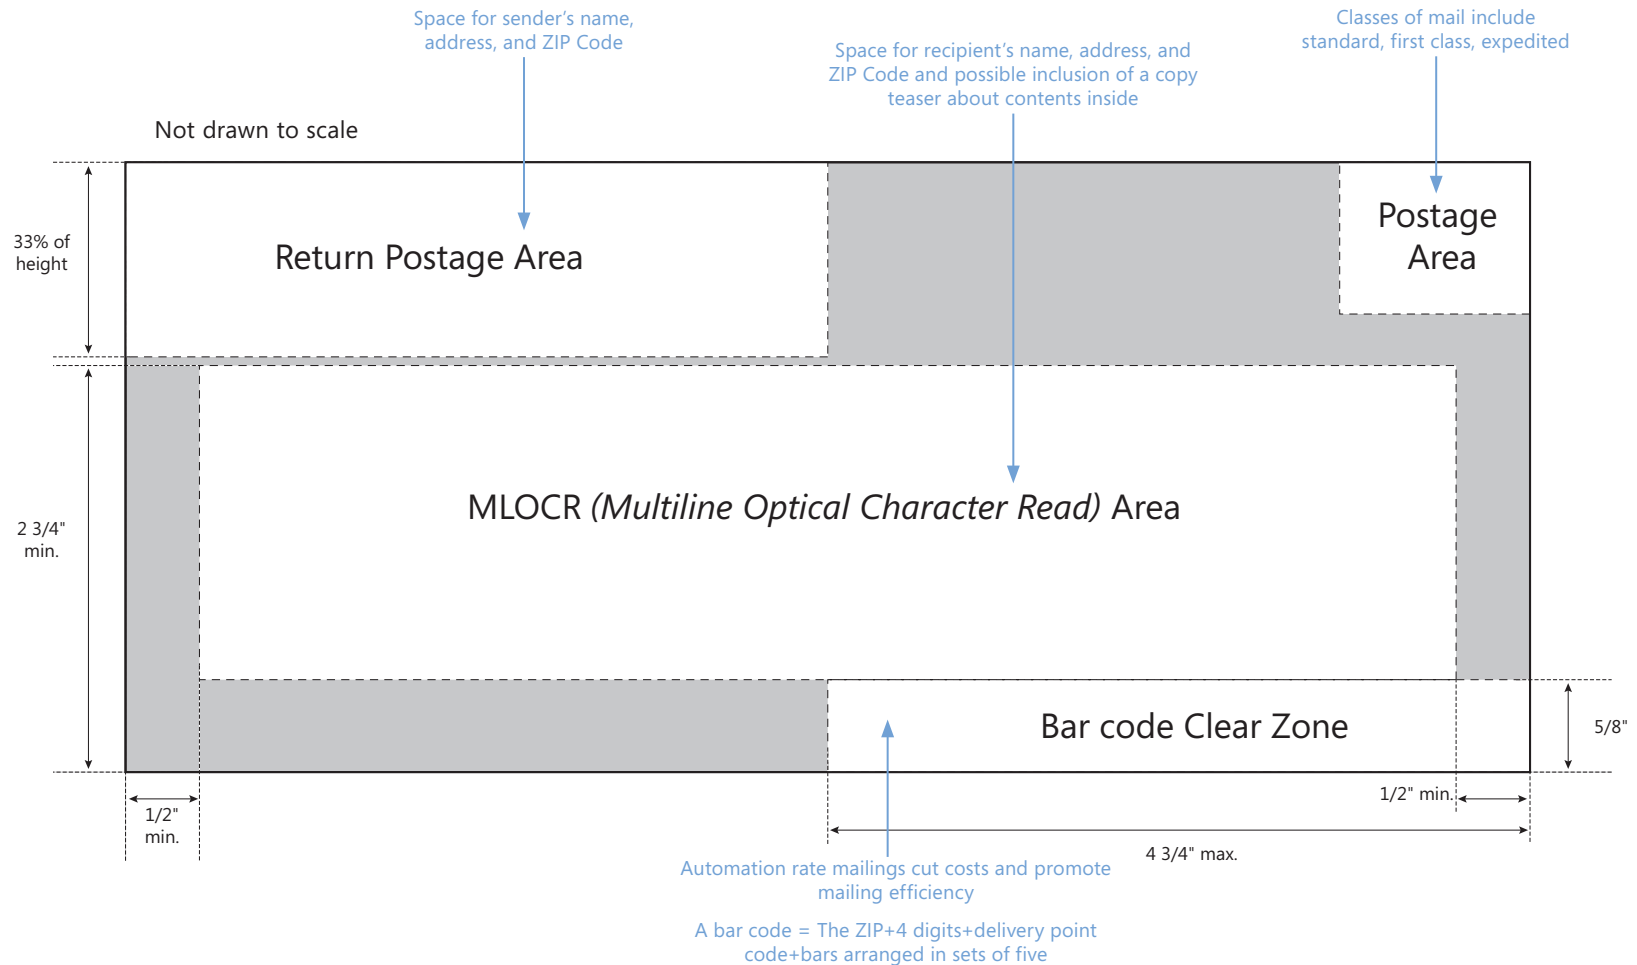 Space for sender’s name,
address, and ZIP Code
Space for recipient’s name, address, and
ZIP Code and possible inclusion of a copy
teaser about contents inside
Classes of mail include
standard, first class, expedited
Not drawn to scale
33% of
height
Return Postage Area
Postage
Area
2 3/4"
min.
MLOCR (Multiline Optical Character Read) Area
Bar code Clear Zone
5/8"
1/2"
min.
1/2" min.
4 3/4" max.
Automation rate mailings cut costs and promote
mailing efficiency
A bar code = The ZIP+4 digits+delivery point
code+bars arranged in sets of five